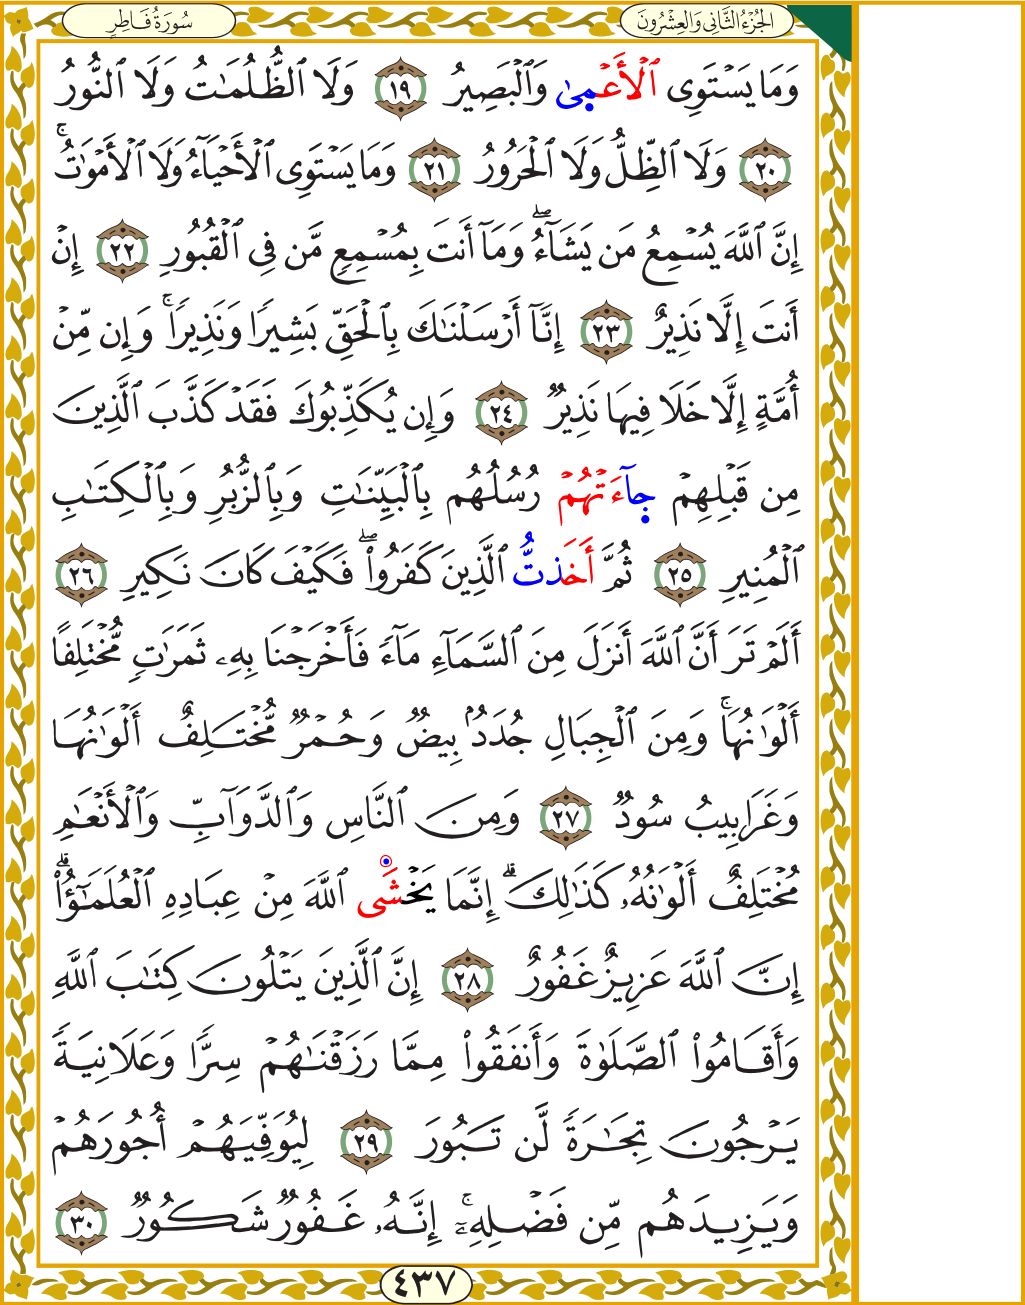 الجُزْءُ الثَّانِي وَالعِشْرُونَ
سُورَةُ فَاطِرٍ
وَمَا يَسْتَوِى ٱلْأَعْمَىٰ وَٱلْبَصِيرُ ١٩ وَلَا ٱلظُّلُمَـٰتُ وَلَا ٱلنُّورُ
٢٠ وَلَا ٱلظِّلُّ وَلَا ٱلْحَرُورُ ٢١ وَمَا يَسْتَوِى ٱلْأَحْيَآءُ وَلَا ٱلْأَمْوَٰتُ ۚ
إِنَّ ٱللَّهَ يُسْمِعُ مَن يَشَآءُ ۖ وَمَآ أَنتَ بِمُسْمِعٍ مَّن فِى ٱلْقُبُورِ ٢٢ إِنْ
أَنتَ إِلَّا نَذِيرٌ ٢٣ إِنَّآ أَرْسَلْنَـٰكَ بِٱلْحَقِّ بَشِيرًا وَنَذِيرًا ۚ وَإِن مِّنْ
أُمَّةٍ إِلَّا خَلَا فِيهَا نَذِيرٌ ٢٤ وَإِن يُكَذِّبُوكَ فَقَدْ كَذَّبَ ٱلَّذِينَ
مِن قَبْلِهِمْ جَآءَتْهُمْ رُسُلُهُم بِٱلْبَيِّنَـٰتِ وَبِٱلزُّبُرِ وَبِٱلْكِتَـٰبِ
ٱلْمُنِيرِ ٢٥ ثُمَّ أَخَذتُّ ٱلَّذِينَ كَفَرُوا۟ ۖ فَكَيْفَ كَانَ نَكِيرِ ٢٦
أَلَمْ تَرَ أَنَّ ٱللَّهَ أَنزَلَ مِنَ ٱلسَّمَآءِ مَآءً فَأَخْرَجْنَا بِهِۦ ثَمَرَٰتٍ مُّخْتَلِفًا
أَلْوَٰنُهَا ۚ وَمِنَ ٱلْجِبَالِ جُدَدٌۢ بِيضٌ وَحُمْرٌ مُّخْتَلِفٌ أَلْوَٰنُهَا
وَغَرَابِيبُ سُودٌ ٢٧ وَمِنَ ٱلنَّاسِ وَٱلدَّوَآبِّ وَٱلْأَنْعَـٰمِ
مُخْتَلِفٌ أَلْوَٰنُهُۥ كَذَٰلِكَ ۗ إِنَّمَا يَخْشَى ٱللَّهَ مِنْ عِبَادِهِ ٱلْعُلَمَـٰٓؤُا۟ ۗ
إِنَّ ٱللَّهَ عَزِيزٌ غَفُورٌ ٢٨ إِنَّ ٱلَّذِينَ يَتْلُونَ كِتَـٰبَ ٱللَّهِ
وَأَقَامُوا۟ ٱلصَّلَوٰةَ وَأَنفَقُوا۟ مِمَّا رَزَقْنَـٰهُمْ سِرًّا وَعَلَانِيَةً
يَرْجُونَ تِجَـٰرَةً لَّن تَبُورَ ٢٩ لِيُوَفِّيَهُمْ أُجُورَهُمْ
وَيَزِيدَهُم مِّن فَضْلِهِۦٓ ۚ إِنَّهُۥ غَفُورٌ شَكُورٌ ٣٠
٤٣٧